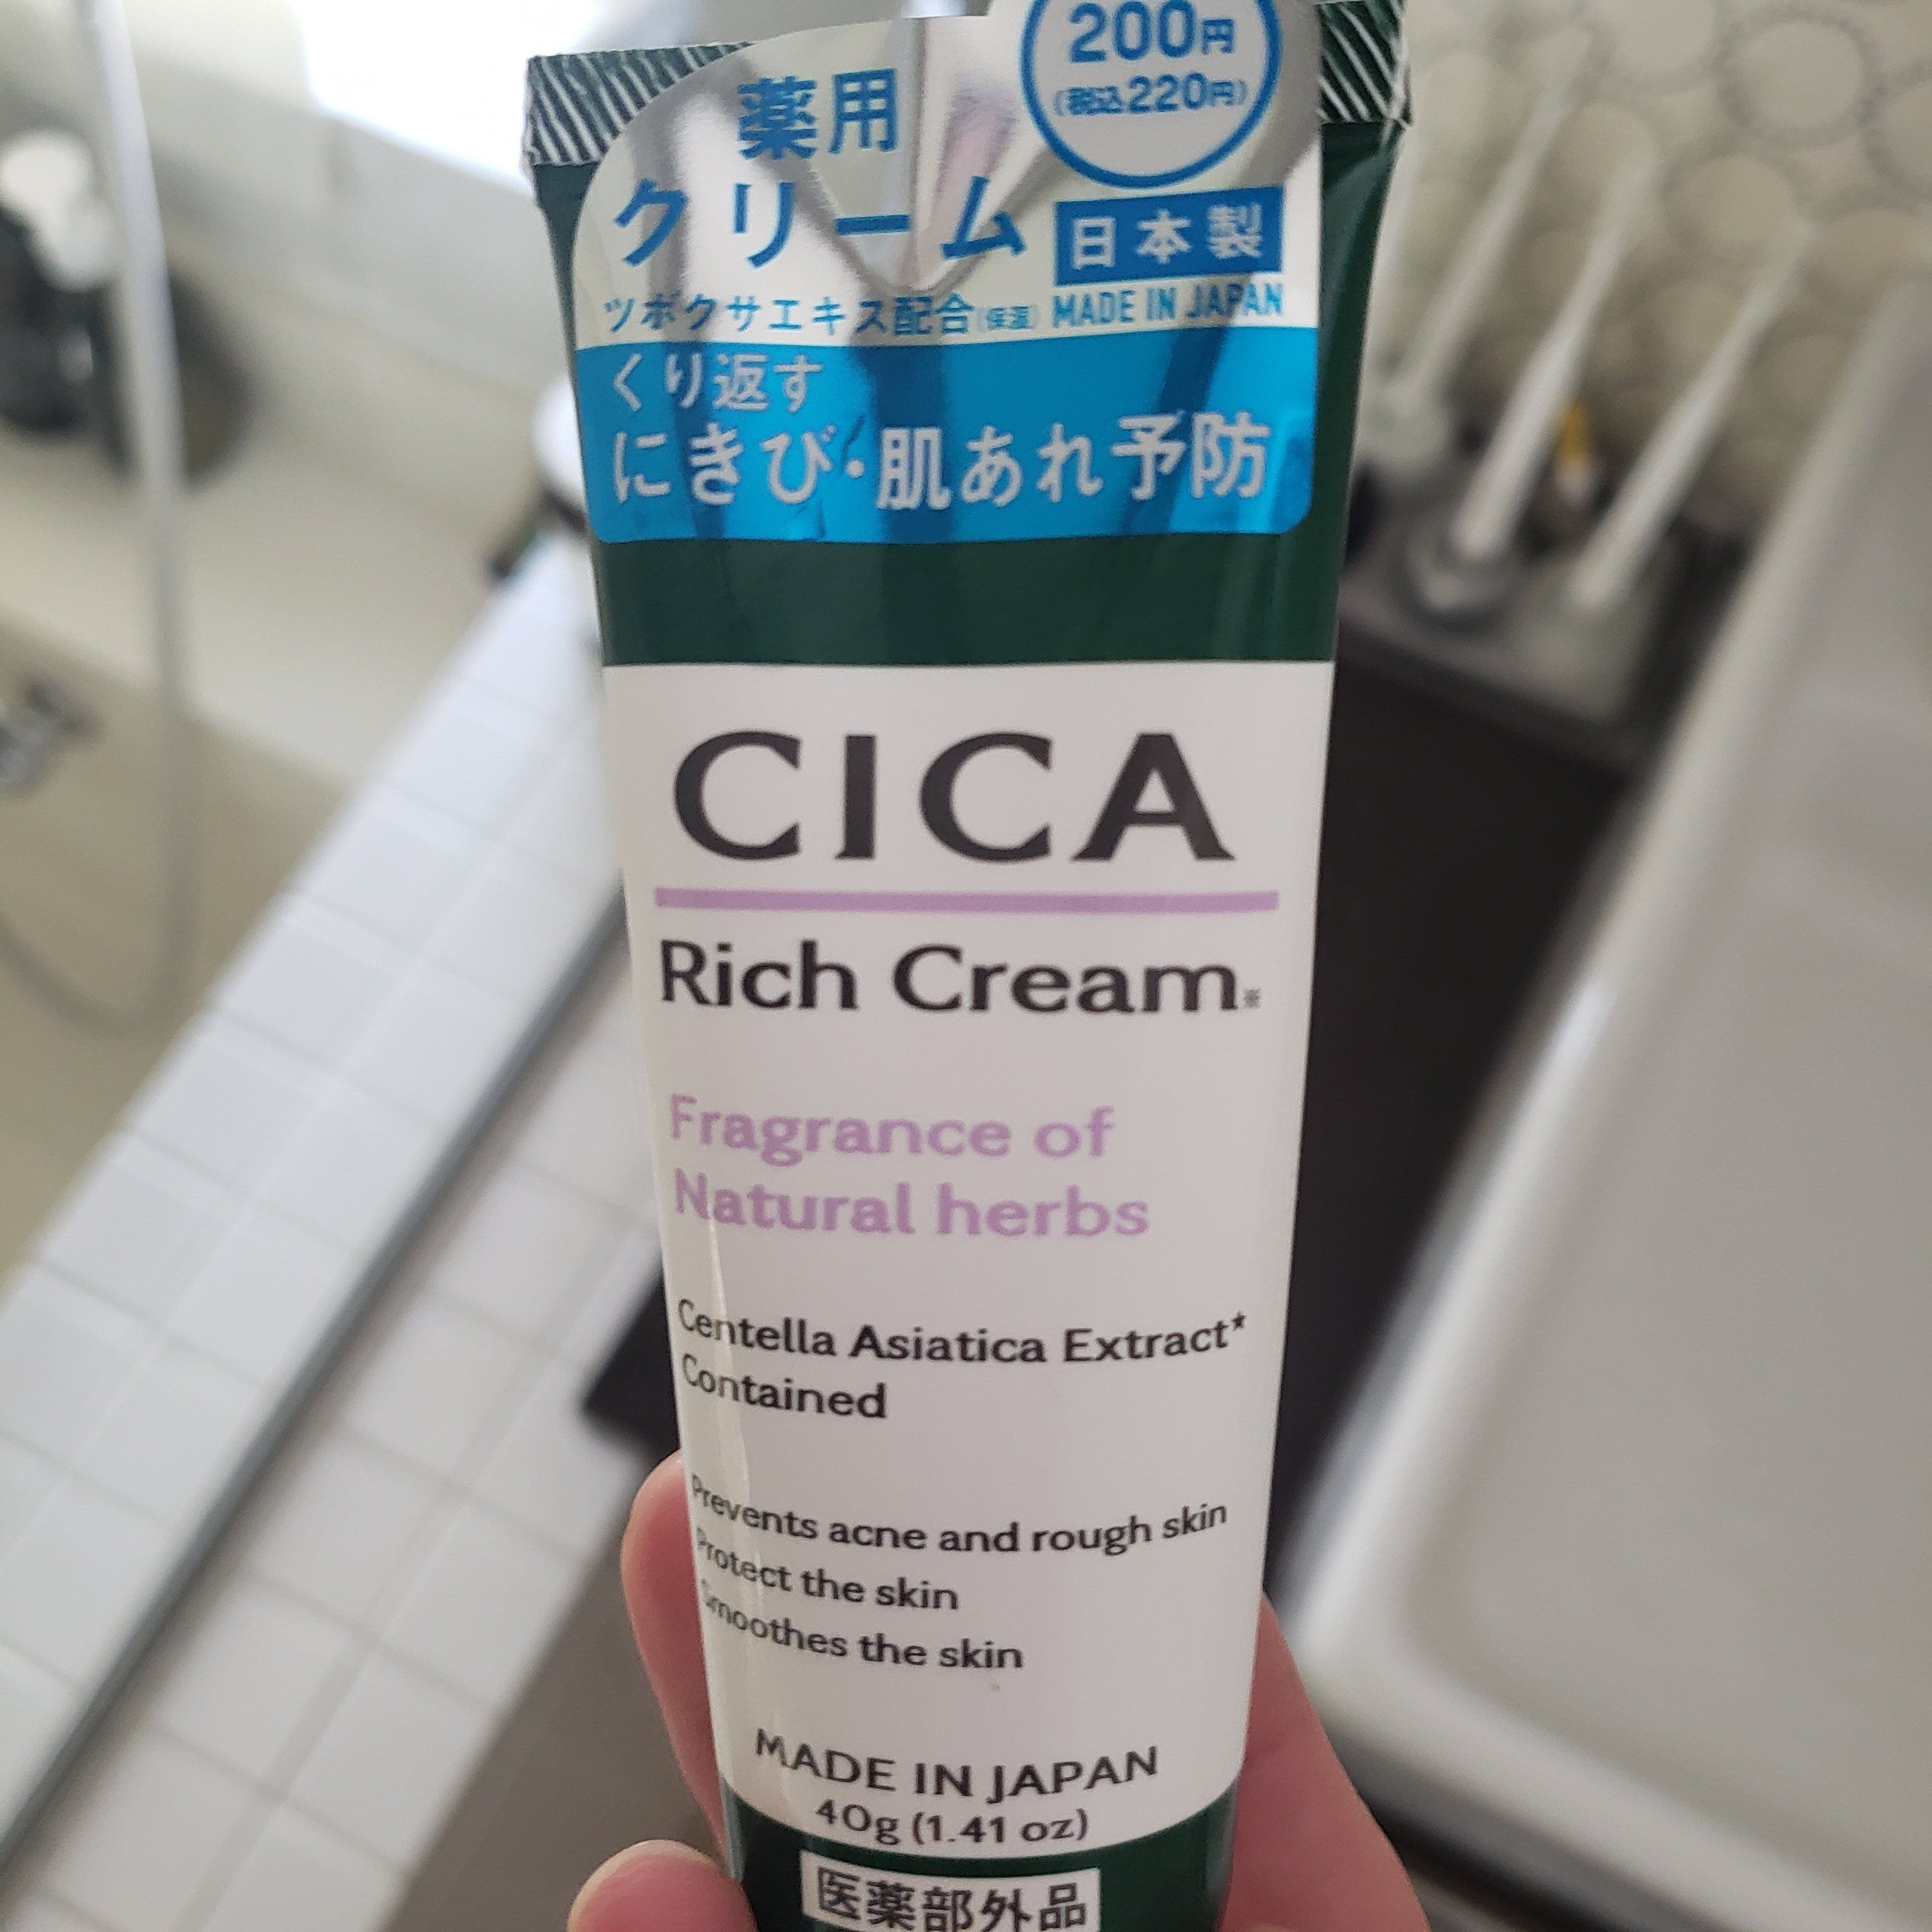 200円
(税込220円)
薬用
クリーム
日本製
ツボクサエキス配合(保湿)
MADE IN JAPAN
くり返す
にきび・肌あれ予防
CICA
Rich Cream※
Fragrance of
Natural herbs
Centella Asiatica Extract*
Contained
Prevents acne and rough skin
Protect the skin
Smoothes the skin
MADE IN JAPAN
40g (1.41 oz)
医薬部外品